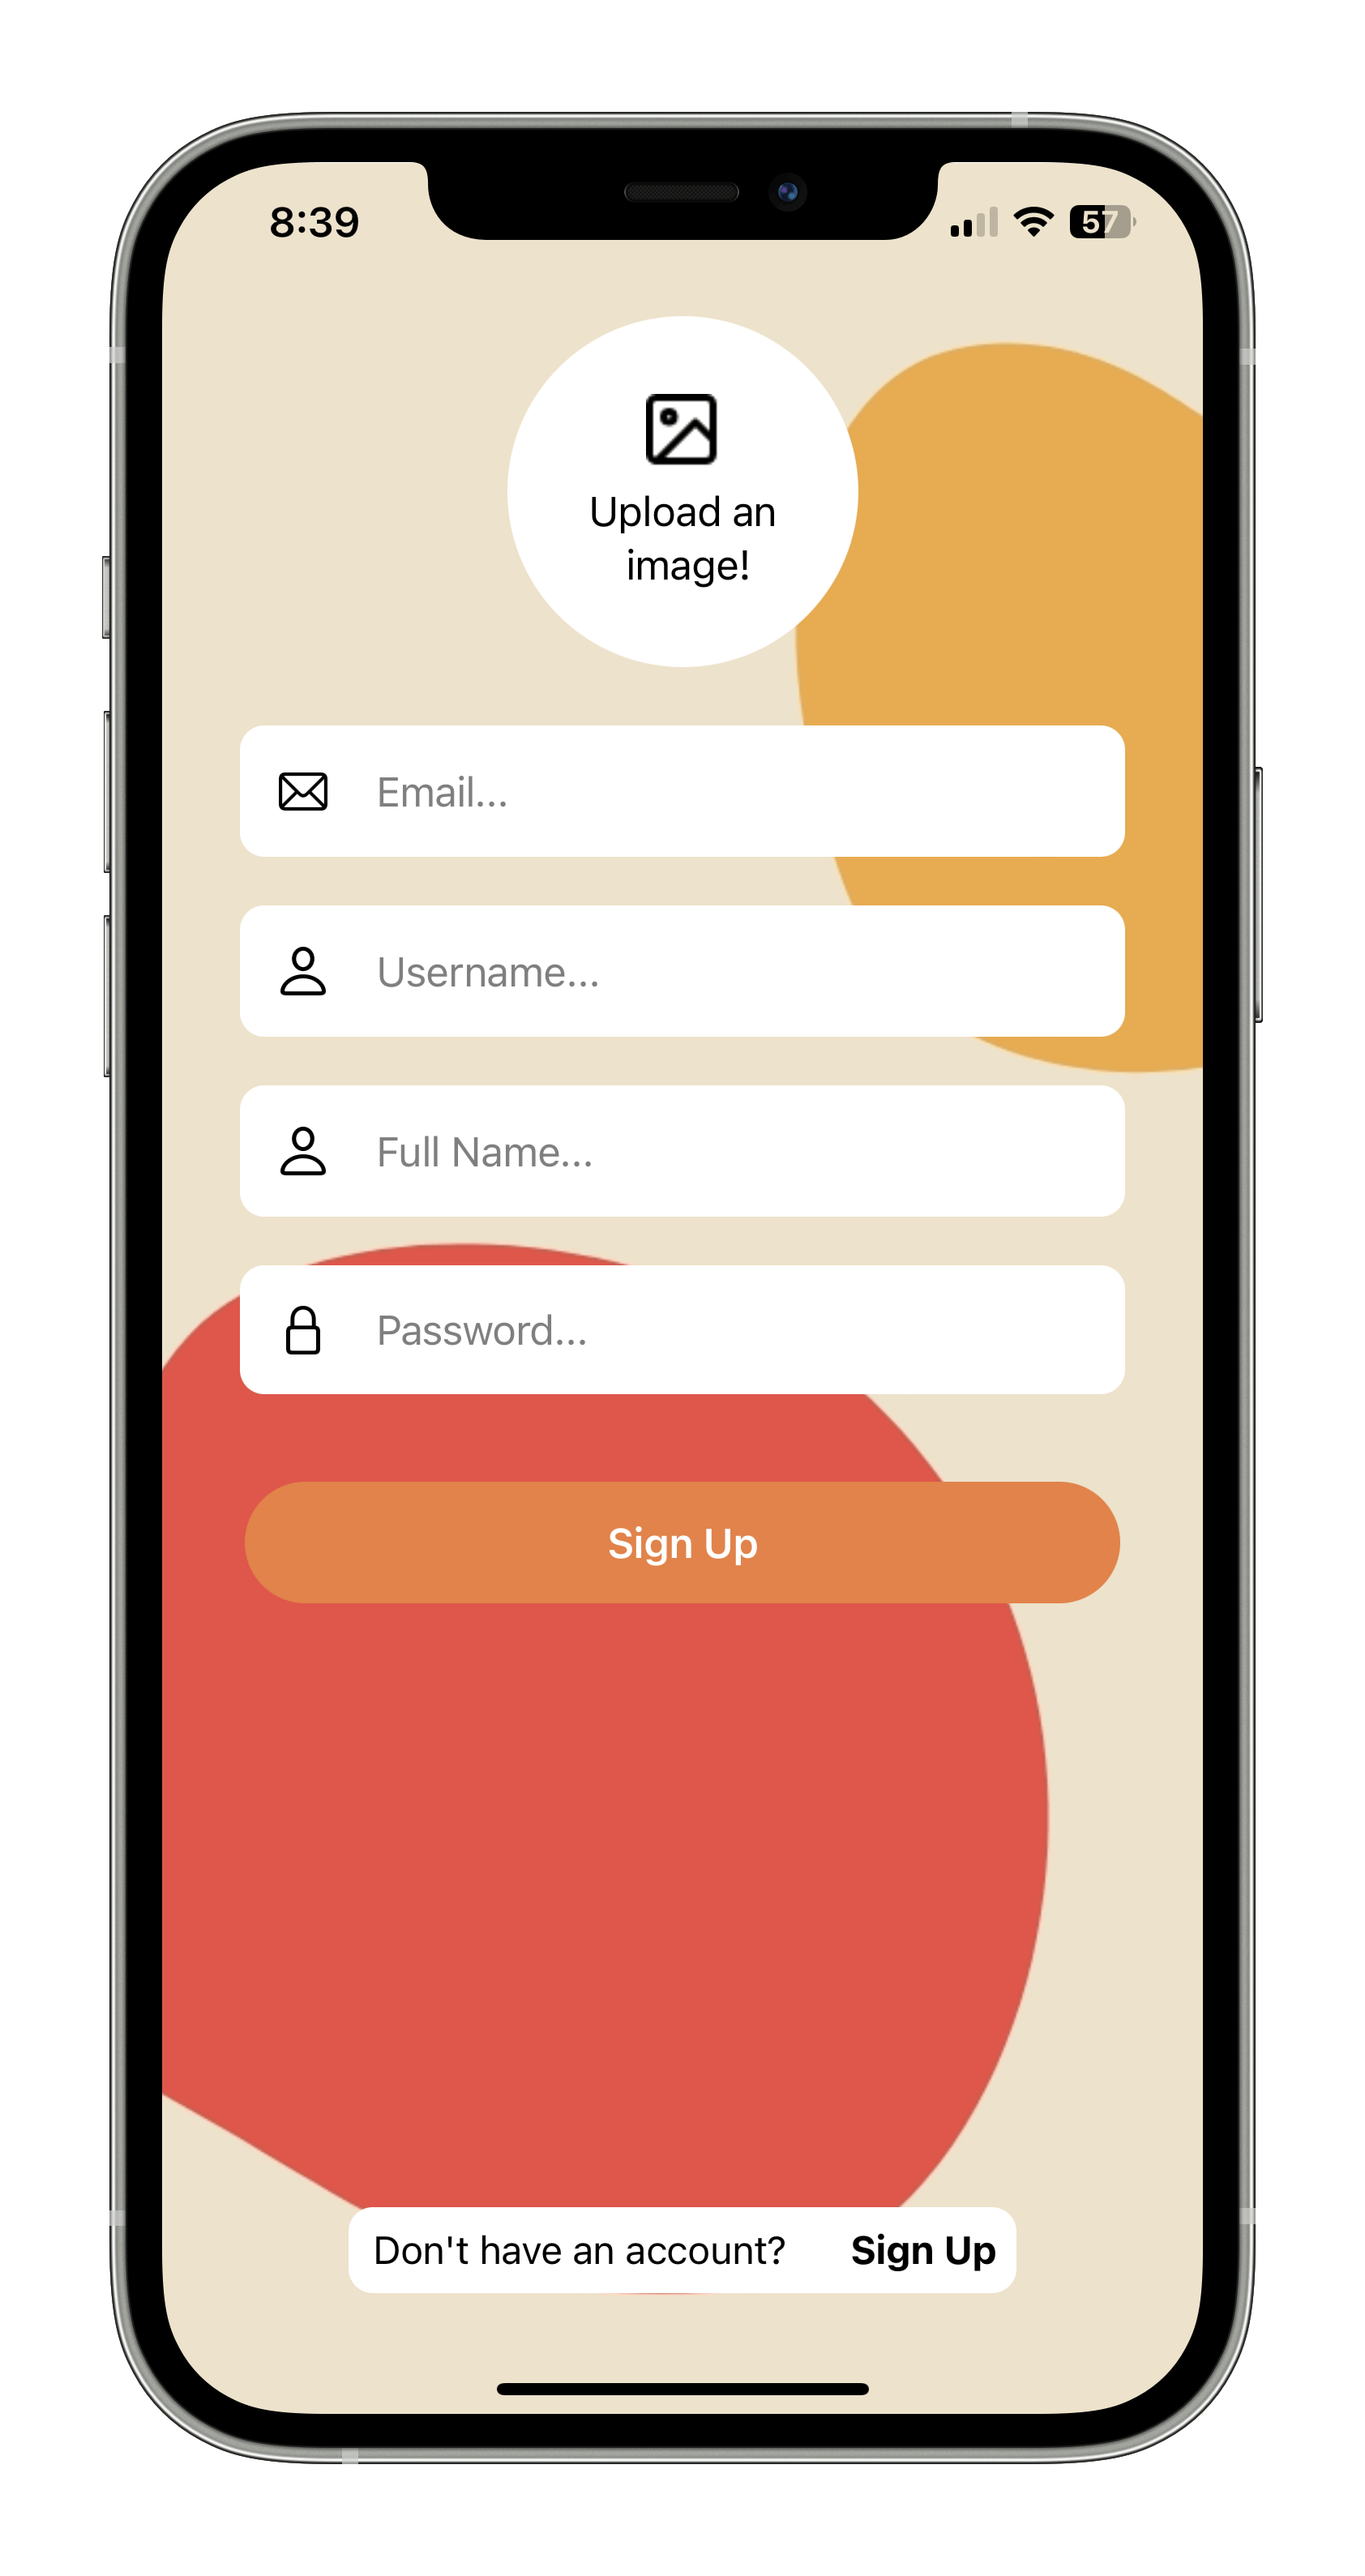 8:39
57
Upload an
image!
Email...
Username...
Full Name...
Password...
Sign Up
Don't have an account? Sign Up